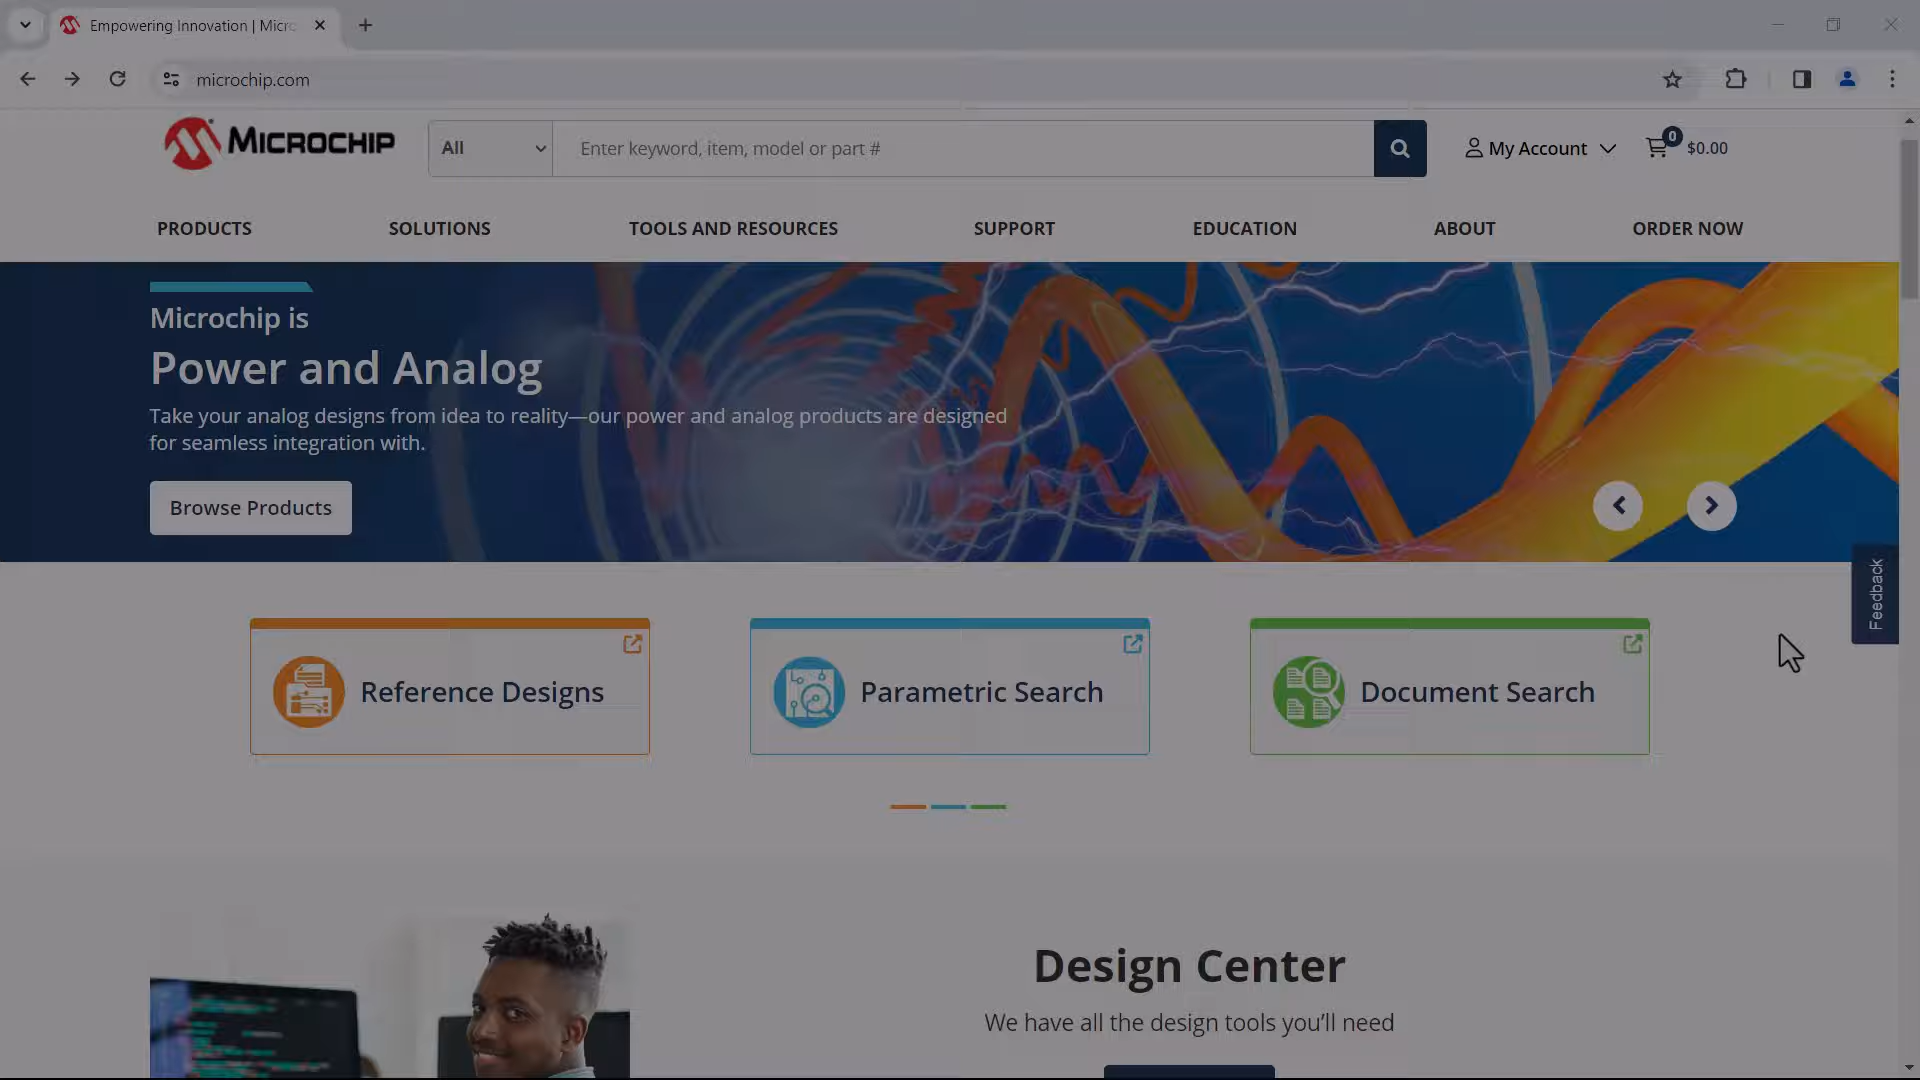 Empowering Innovation | Micro
microchip.com
MICROCHIP
All
Enter keyword, item, model or part #
My Account
0
$0.00
PRODUCTS
SOLUTIONS
TOOLS AND RESOURCES
SUPPORT
EDUCATION
ABOUT
ORDER NOW
Microchip is
Power and Analog
Take your analog designs from idea to reality—our power and analog products are designed
for seamless integration with.
Browse Products
Feedback
Reference Designs
Parametric Search
Document Search
Design Center
We have all the design tools you’ll need